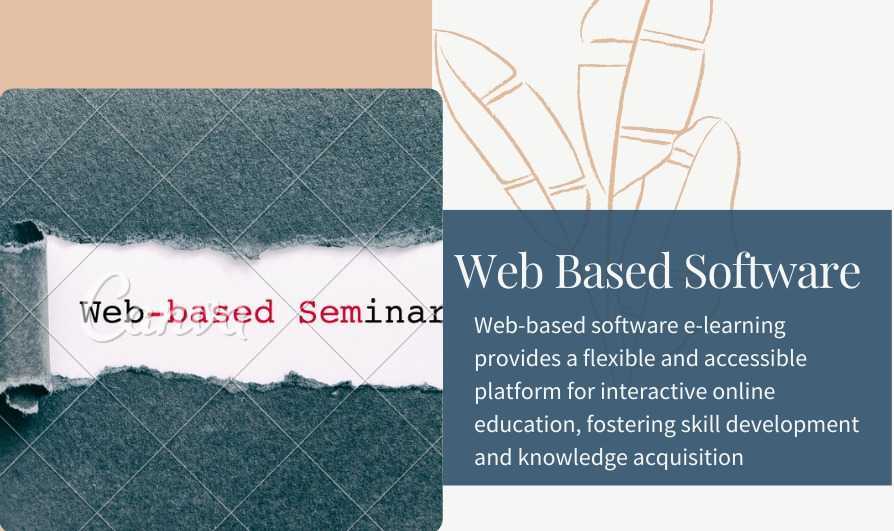 Web Based Software
Web-based software e-learning
provides a flexible and accessible
platform for interactive online
education, fostering skill development
and knowledge acquisition
Web-based Seminar
Canva